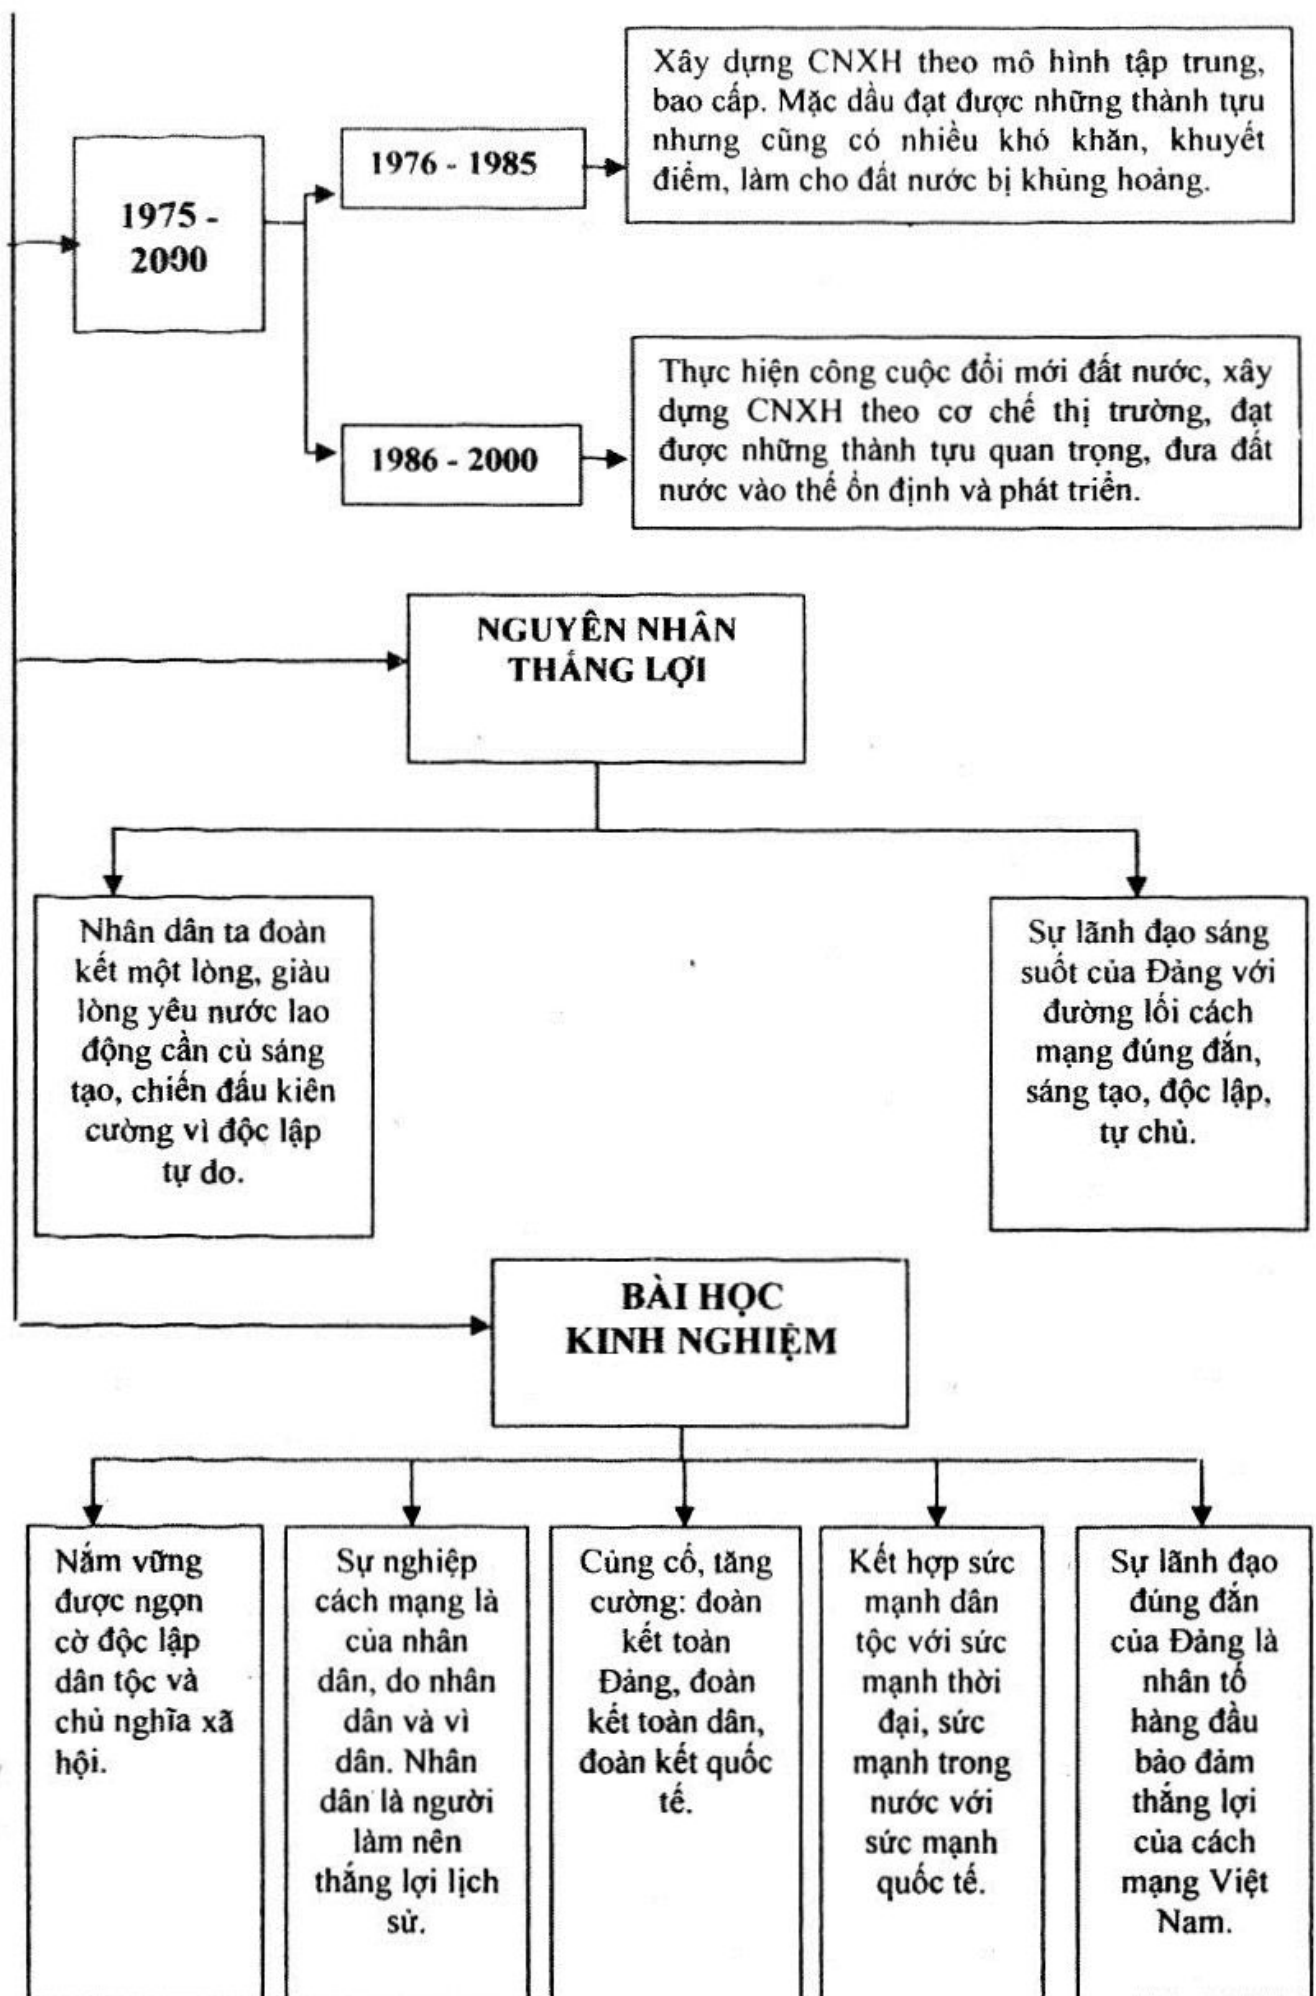 1975 -
2000
1976 - 1985
Xây dựng CNXH theo mô hình tập trung,
bao cấp. Mặc dầu đạt được những thành tựu
nhưng cũng có nhiều khó khăn, khuyết
điểm, làm cho đất nước bị khủng hoảng.
1986 - 2000
Thực hiện công cuộc đổi mới đất nước, xây
dựng CNXH theo cơ chế thị trường, đạt
được những thành tựu quan trọng, đưa đất
nước vào thế ổn định và phát triển.
NGUYÊN NHÂN
THẮNG LỢI
Nhân dân ta đoàn
kết một lòng, giàu
lòng yêu nước lao
động cần cù sáng
tạo, chiến đấu kiên
cường vì độc lập
tự do.
Sự lãnh đạo sáng
suốt của Đảng với
đường lối cách
mạng đúng đắn,
sáng tạo, độc lập,
tự chủ.
BÀI HỌC
KINH NGHIỆM
Nắm vững
được ngọn
cờ độc lập
dân tộc và
chủ nghĩa xã
hội.
Sự nghiệp
cách mạng là
của nhân
dân, do nhân
dân và vì
dân. Nhân
dân là người
làm nên
thắng lợi lịch
sử.
Củng cố, tăng
cường: đoàn
kết toàn
Đảng, đoàn
kết toàn dân,
đoàn kết quốc
tế.
Kết hợp sức
mạnh dân
tộc với sức
mạnh thời
đại, sức
mạnh trong
nước với
sức mạnh
quốc tế.
Sự lãnh đạo
đúng đắn
của Đảng là
nhân tố
hàng đầu
bảo đảm
thắng lợi
của cách
mạng Việt
Nam.